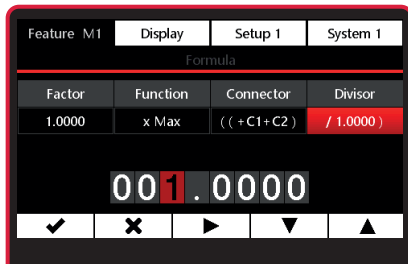 Feature M1 Display Setup 1 System 1
Formula
Factor Function Connector Divisor
1.0000 x Max ( ( +C1+C2 ) / 1.0000 )
001.0000